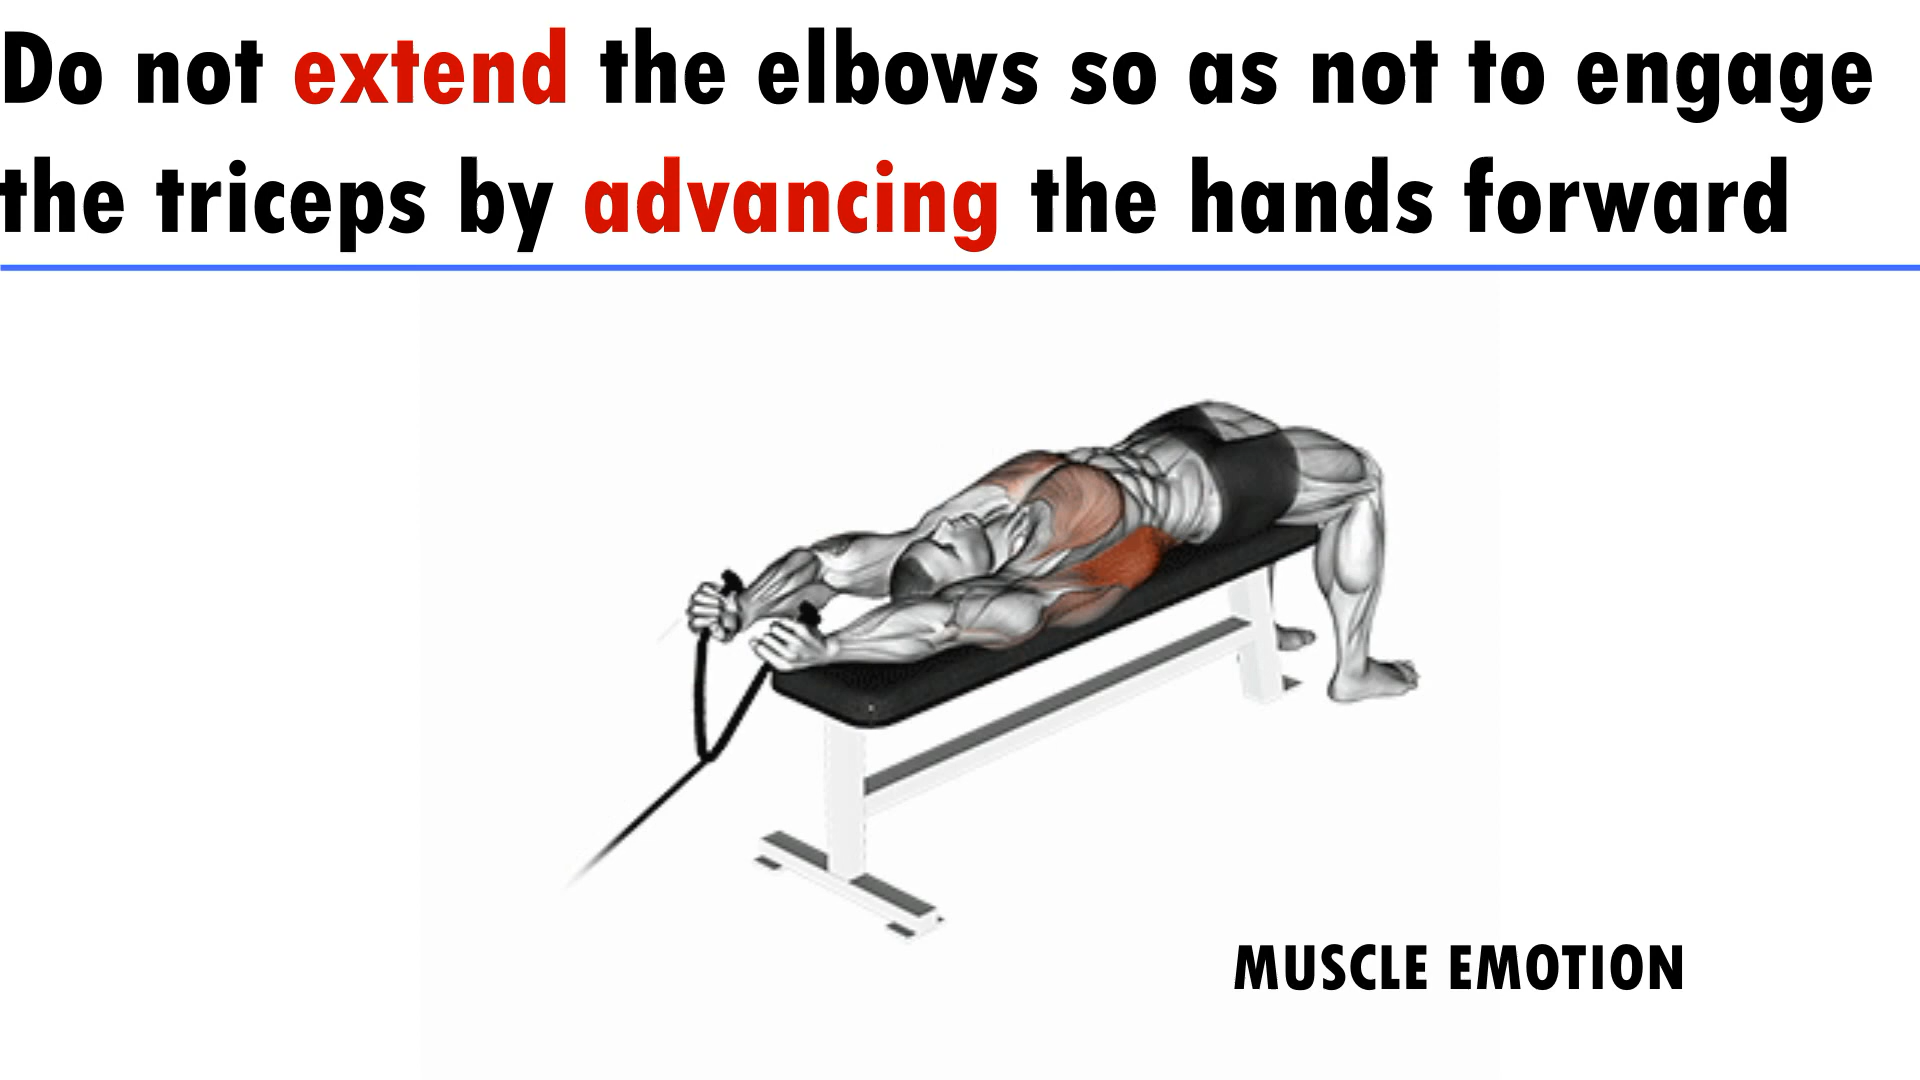 Do not extend the elbows so as not to engage
the triceps by advancing the hands forward
MUSCLE EMOTION